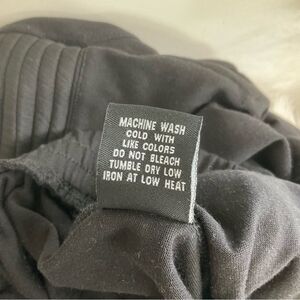 MACHINE WASH
COLD WITH
LIKE COLORS
DO NOT BLEACH
TUMBLE DRY LOW
IRON AT LOW HEAT